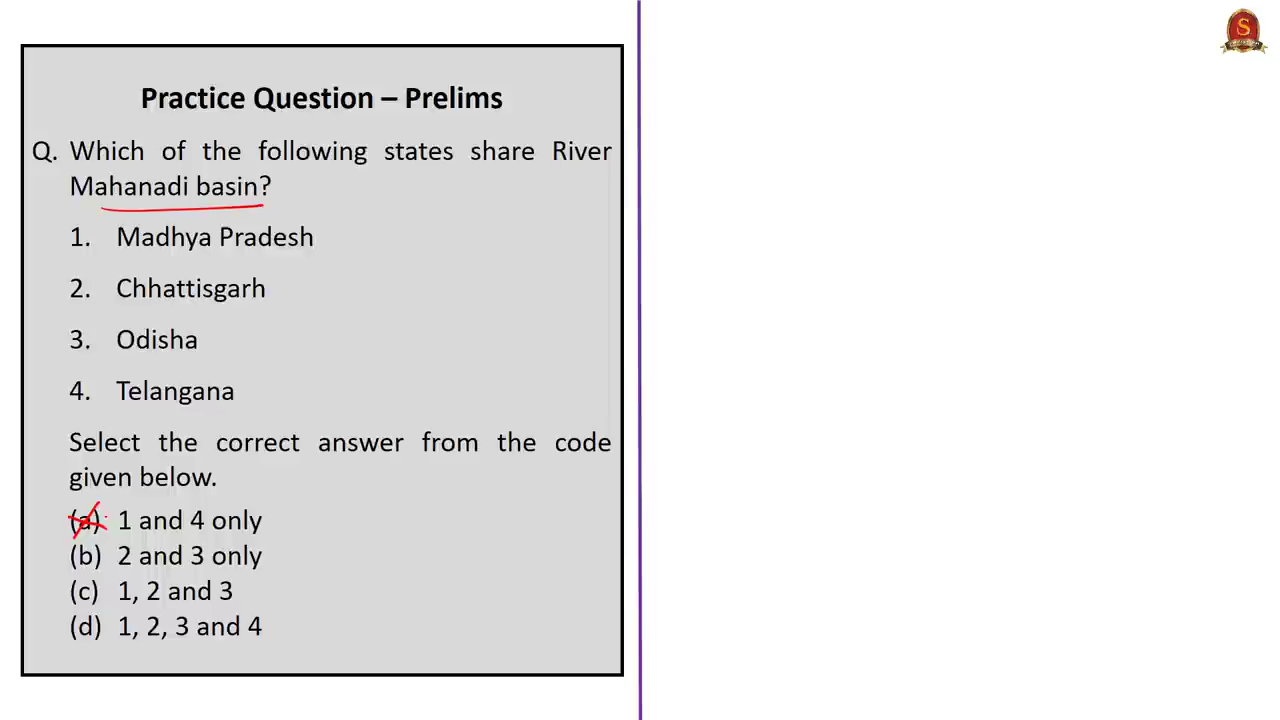 Practice Question – Prelims
Q. Which of the following states share River
Mahanadi basin?
1. Madhya Pradesh
2. Chhattisgarh
3. Odisha
4. Telangana
Select the correct answer from the code
given below.
(a) 1 and 4 only
(b) 2 and 3 only
(c) 1, 2 and 3
(d) 1, 2, 3 and 4
S